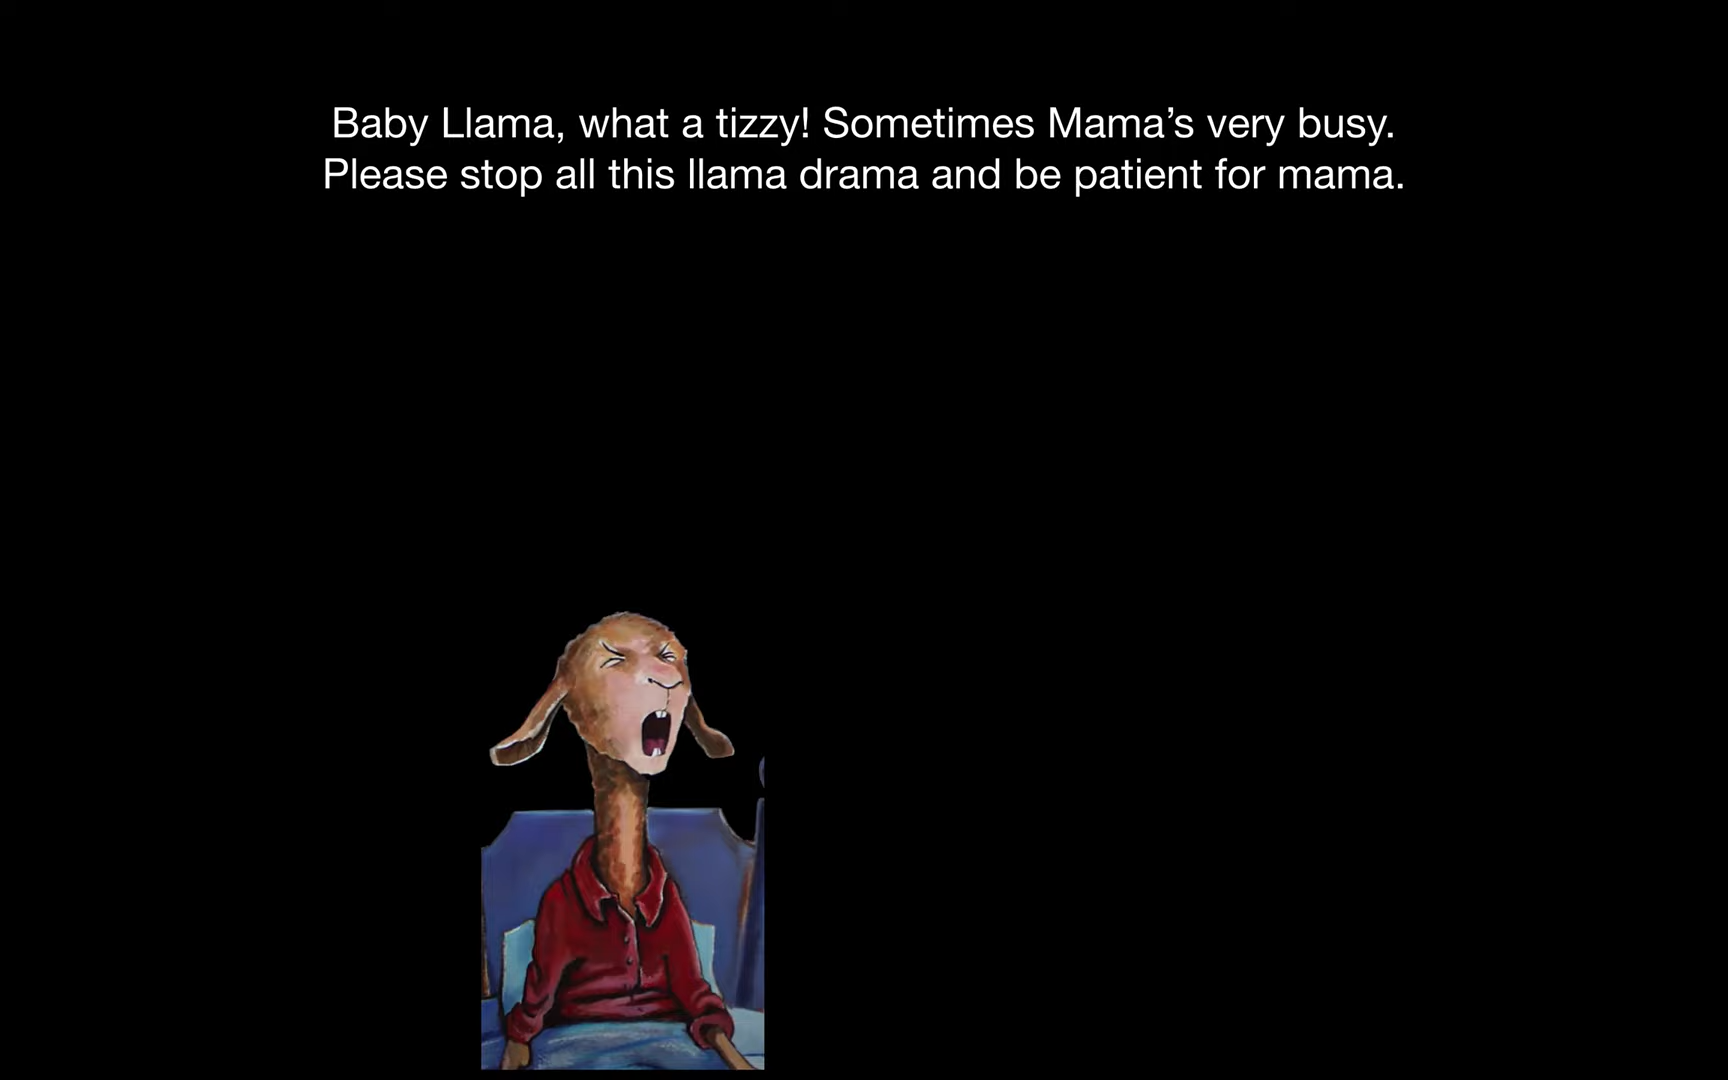 Baby Llama, what a tizzy! Sometimes Mama’s very busy.
Please stop all this llama drama and be patient for mama.